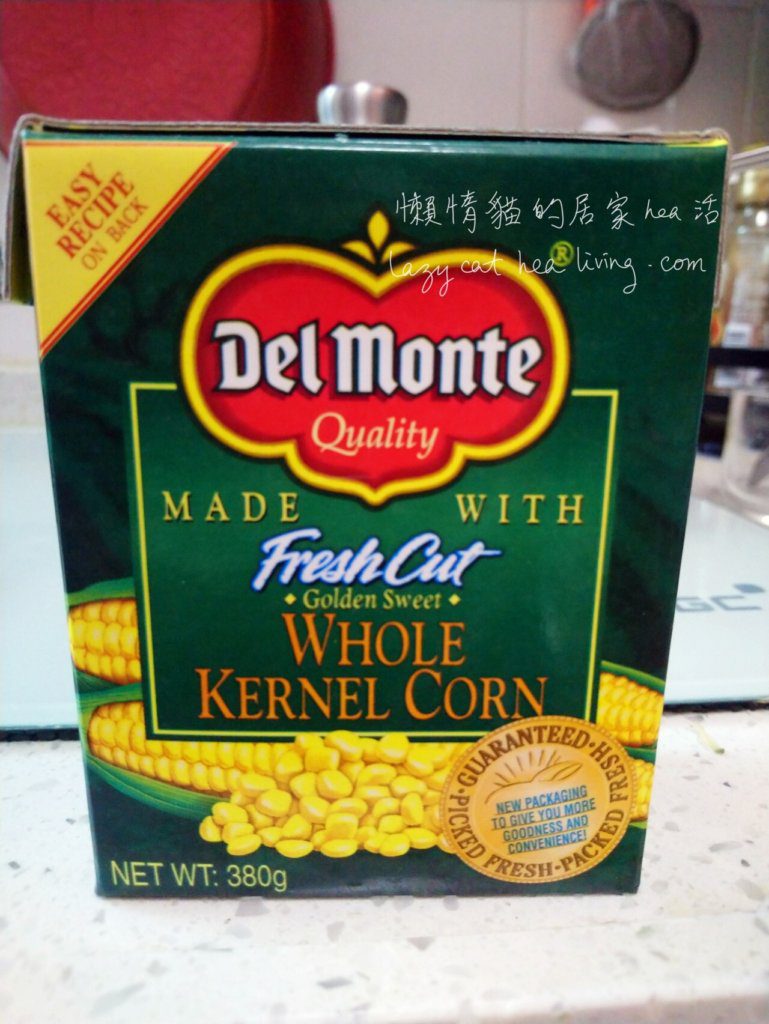 EASY
RECIPE
ON BACK
懶惰貓的居家hea活
lazy cat hea living.com
®
Del Monte
Quality
MADE WITH
Fresh Cut
Golden Sweet
WHOLE
KERNEL CORN
GUARANTEED·FRESH
PICKED FRESH-PACKED
NEW PACKAGING
TO GIVE YOU MORE
GOODNESS AND
CONVENIENCE!
NET WT: 380g
GC